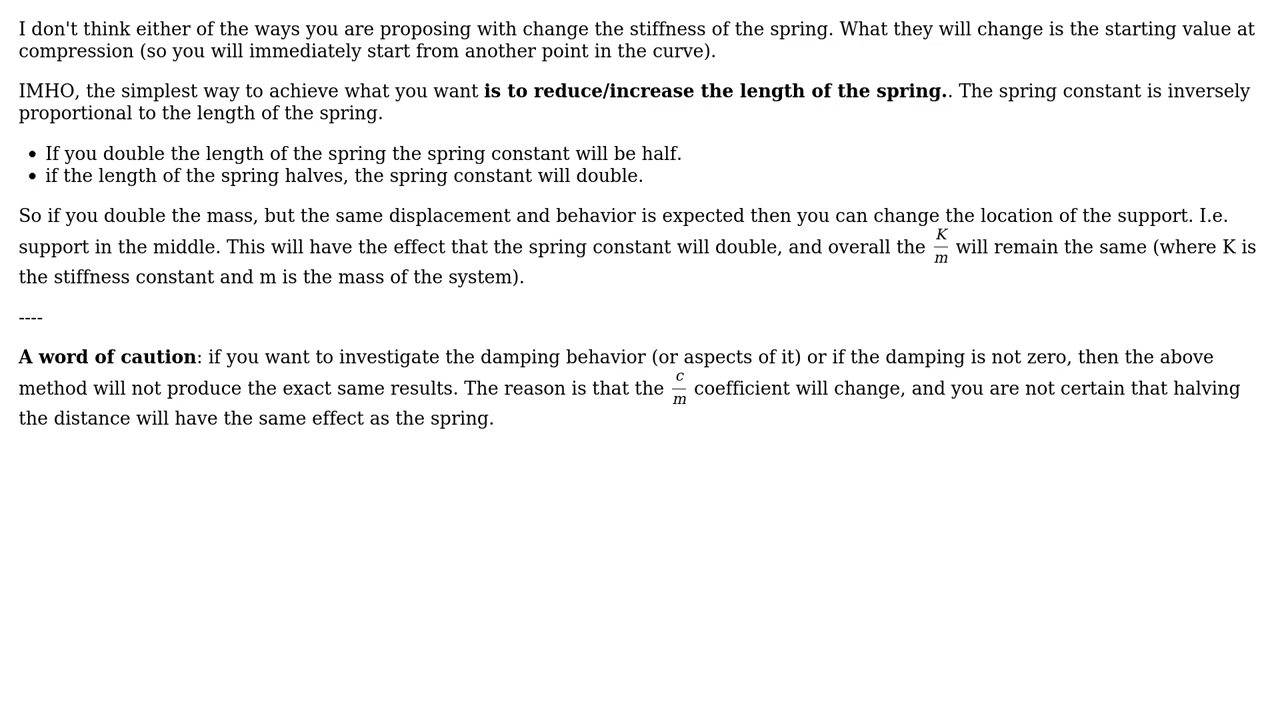 I don't think either of the ways you are proposing with change the stiffness of the spring. What they will change is the starting value at
compression (so you will immediately start from another point in the curve).
IMHO, the simplest way to achieve what you want is to reduce/increase the length of the spring.. The spring constant is inversely
proportional to the length of the spring.
• If you double the length of the spring the spring constant will be half.
• if the length of the spring halves, the spring constant will double.
So if you double the mass, but the same displacement and behavior is expected then you can change the location of the support. I.e.
support in the middle. This will have the effect that the spring constant will double, and overall the K/m will remain the same (where K is
the stiffness constant and m is the mass of the system).
----
A word of caution: if you want to investigate the damping behavior (or aspects of it) or if the damping is not zero, then the above
method will not produce the exact same results. The reason is that the c/m coefficient will change, and you are not certain that halving
the distance will have the same effect as the spring.